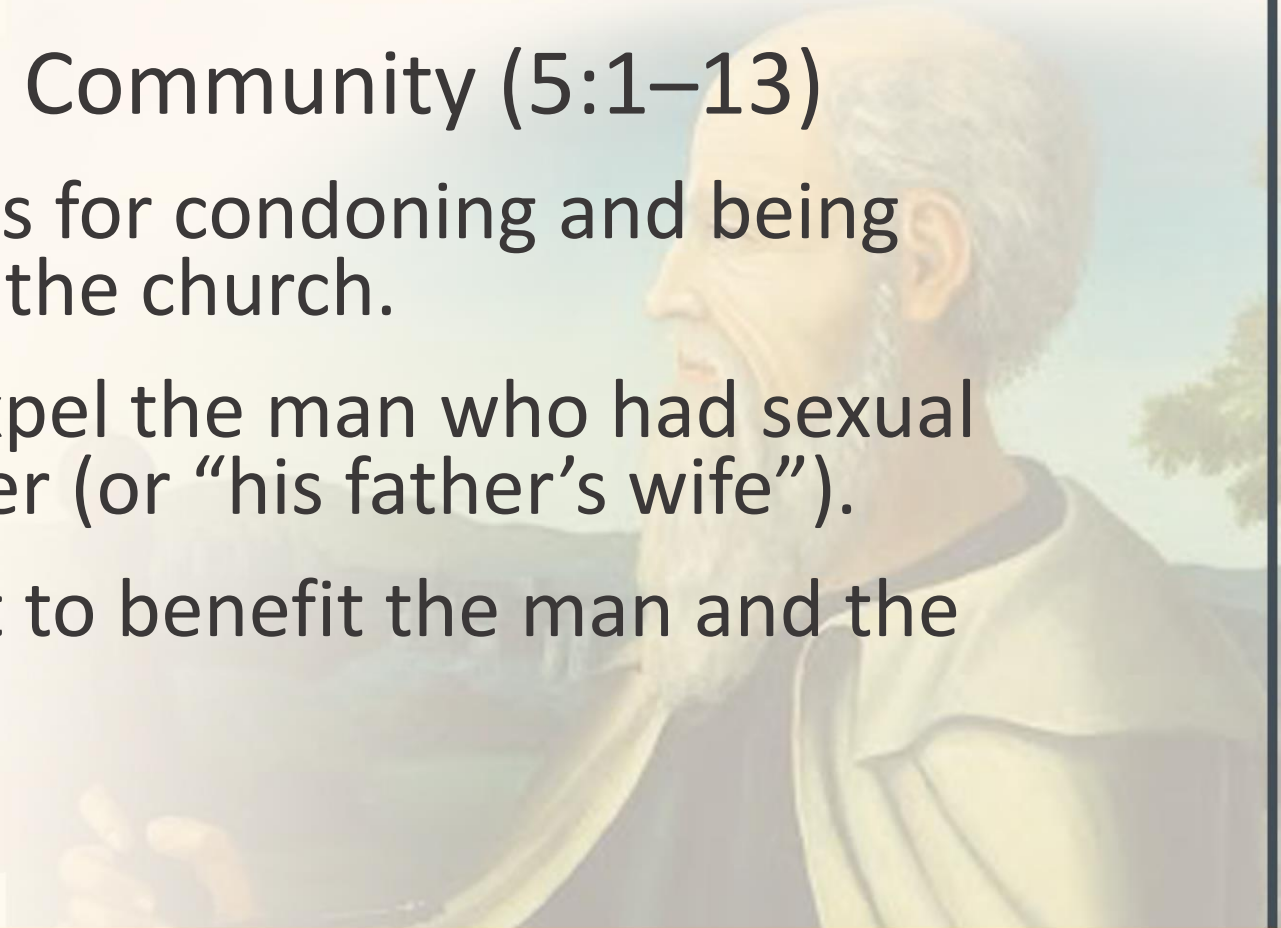 Community (5:1–13)
s for condoning and being
the church.
pel the man who had sexual
er (or “his father’s wife”).
to benefit the man and the